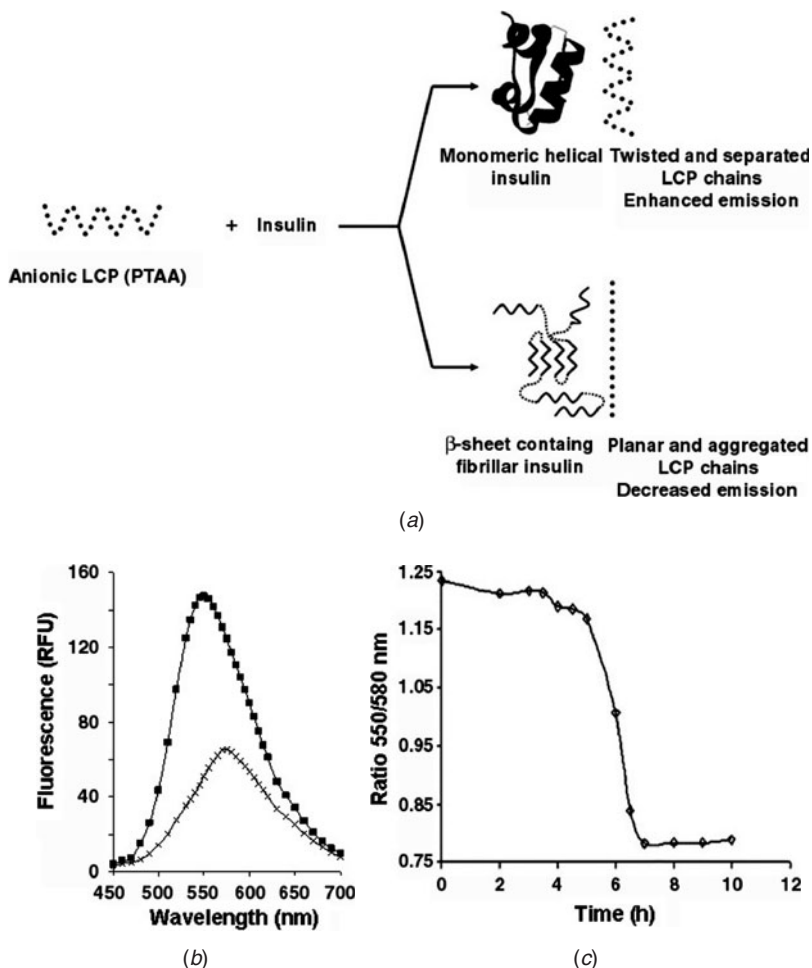 Monomeric helical
insulin
Twisted and separated
LCP chains
Enhanced emission
+ Insulin
Anionic LCP (PTAA)
β-sheet containg
fibrillar insulin
Planar and aggregated
LCP chains
Decreased emission
(a)
160
120
80
40
0
Fluorescence (RFU)
450 500 550 600 650 700
Wavelength (nm)
(b)
1.25
1.15
1.05
0.95
0.85
0.75
Ratio 550/580 nm
0 2 4 6 8 10 12
Time (h)
(c)